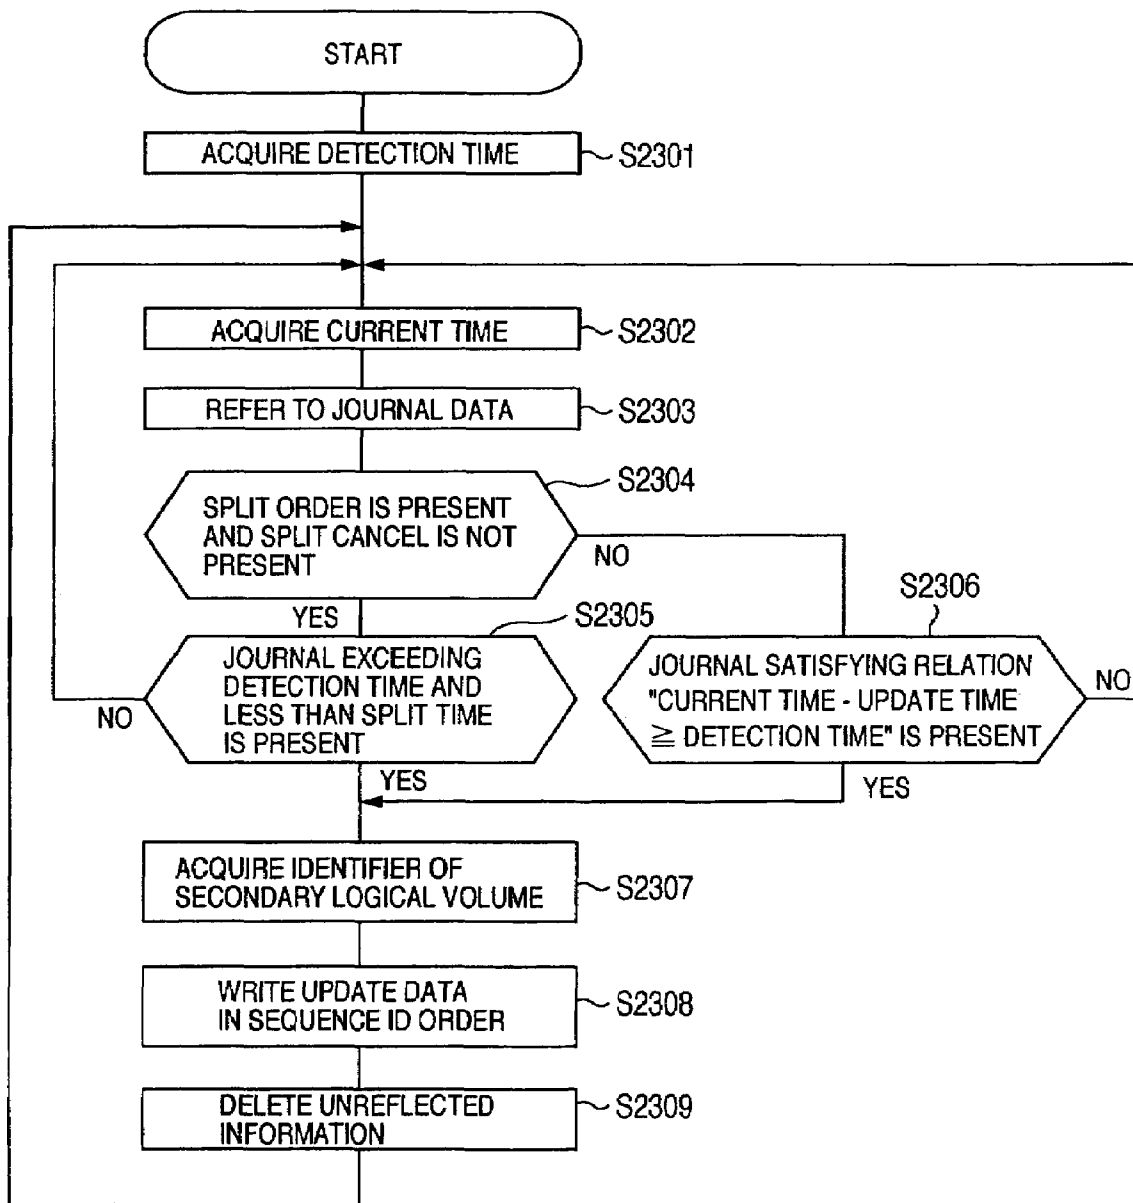 START
ACQUIRE DETECTION TIME
S2301
ACQUIRE CURRENT TIME
S2302
REFER TO JOURNAL DATA
S2303
S2304
SPLIT ORDER IS PRESENT
AND SPLIT CANCEL IS NOT
PRESENT
NO
YES
S2305
S2306
JOURNAL EXCEEDING
DETECTION TIME AND
LESS THAN SPLIT TIME
IS PRESENT
NO
JOURNAL SATISFYING RELATION
"CURRENT TIME - UPDATE TIME
≧ DETECTION TIME" IS PRESENT
NO
YES
YES
ACQUIRE IDENTIFIER OF
SECONDARY LOGICAL VOLUME
S2307
WRITE UPDATE DATA
IN SEQUENCE ID ORDER
S2308
DELETE UNREFLECTED
INFORMATION
S2309